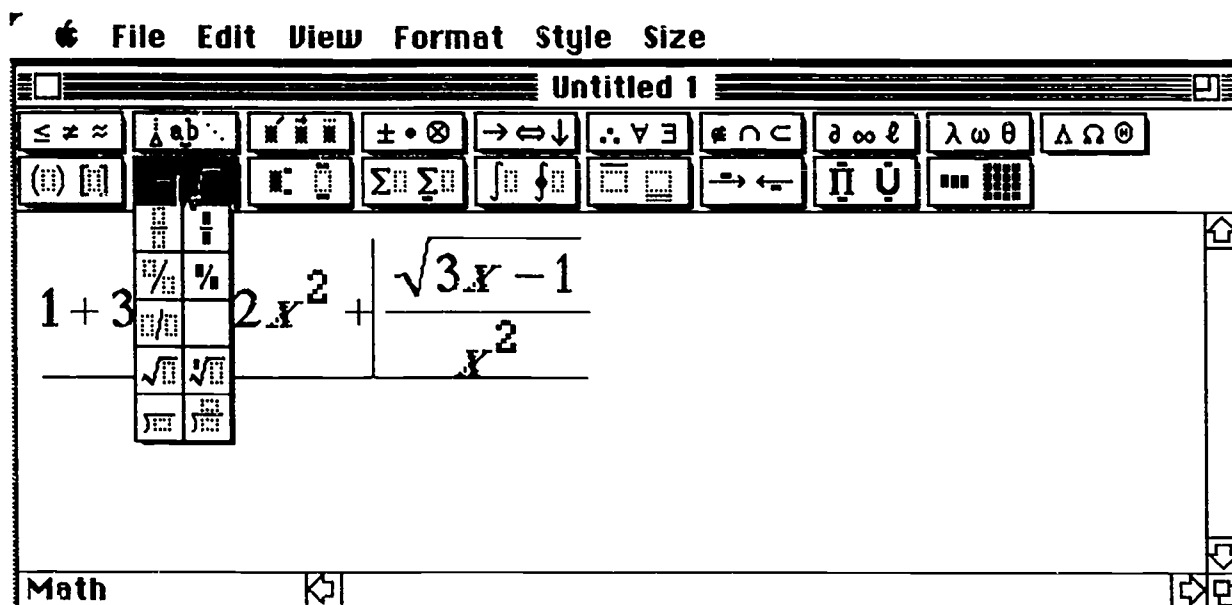 File Edit View Format Style Size
Untitled 1
≤ ≠ ≈ a b ⋱ ± • ⊗ → ⇔ ↓ ∴ ∀ ∃ ∉ ∩ ⊂ ∂ ∞ ℓ λ ω θ Λ Ω Θ
( ) [ ] Σ Σ ∫ ∮ → ← Π Ü
√3x − 1
1 + 3 2x² +
x²
Math